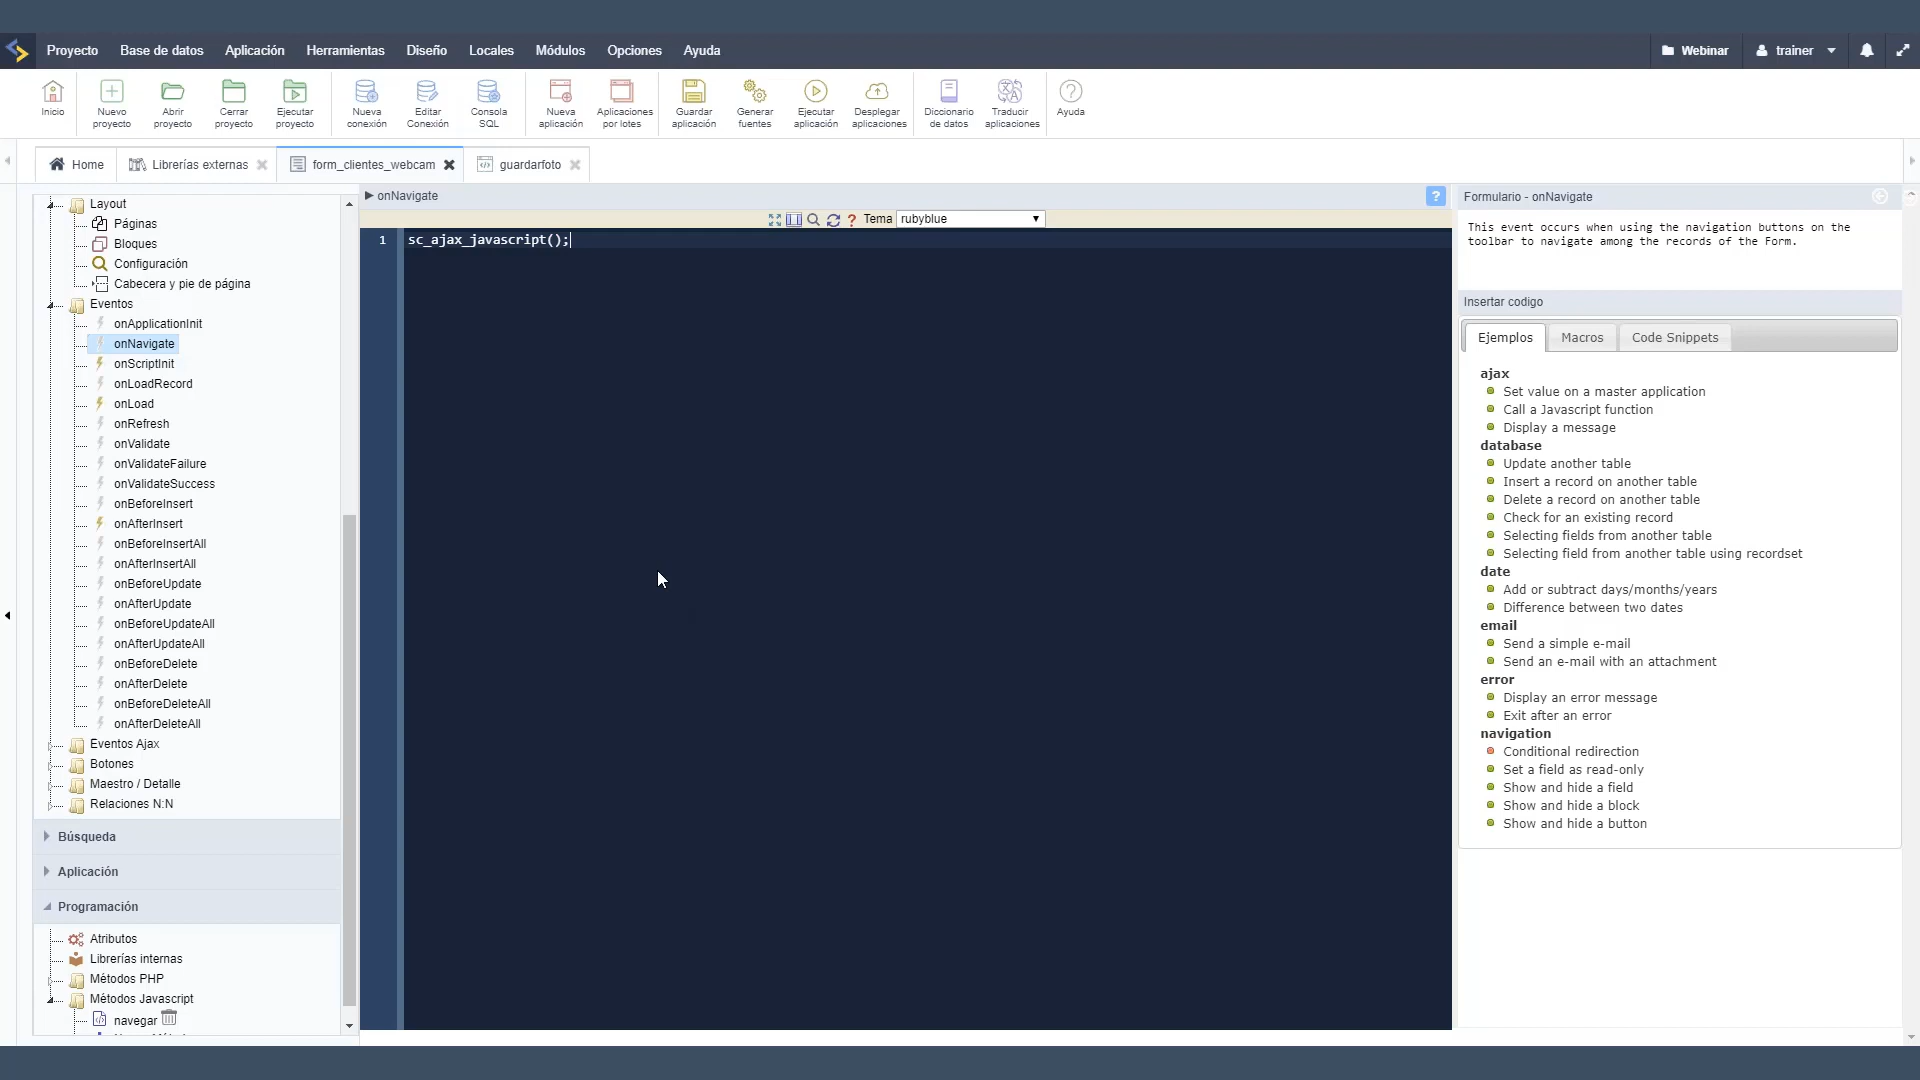 Proyecto Base de datos Aplicación Herramientas Diseño Locales Módulos Opciones Ayuda Webinar trainer
Inicio
Nuevo proyecto
Abrir proyecto
Cerrar proyecto
Ejecutar proyecto
Nueva conexión
Editar Conexión
Consola SQL
Nueva aplicación
Aplicaciones por lotes
Guardar aplicación
Generar fuentes
Ejecutar aplicación
Desplegar aplicaciones
Diccionario de datos
Traducir aplicaciones
Ayuda
Home Librerías externas form_clientes_webcam guardarfoto
Layout
Páginas
Bloques
Configuración
Cabecera y pie de página
Eventos
onApplicationInit
onNavigate
onScriptInit
onLoadRecord
onLoad
onRefresh
onValidate
onValidateFailure
onValidateSuccess
onBeforeInsert
onAfterInsert
onBeforeInsertAll
onAfterInsertAll
onBeforeUpdate
onAfterUpdate
onBeforeUpdateAll
onAfterUpdateAll
onBeforeDelete
onAfterDelete
onBeforeDeleteAll
onAfterDeleteAll
Eventos Ajax
Botones
Maestro / Detalle
Relaciones N:N
Búsqueda
Aplicación
Programación
Atributos
Librerías internas
Métodos PHP
Métodos Javascript
navegar
onNavigate ?
? Tema rubyblue
1 sc_ajax_javascript();
Formulario - onNavigate
This event occurs when using the navigation buttons on the
toolbar to navigate among the records of the Form.
Insertar codigo
Ejemplos Macros Code Snippets
ajax
Set value on a master application
Call a Javascript function
Display a message
database
Update another table
Insert a record on another table
Delete a record on another table
Check for an existing record
Selecting fields from another table
Selecting field from another table using recordset
date
Add or subtract days/months/years
Difference between two dates
email
Send a simple e-mail
Send an e-mail with an attachment
error
Display an error message
Exit after an error
navigation
Conditional redirection
Set a field as read-only
Show and hide a field
Show and hide a block
Show and hide a button